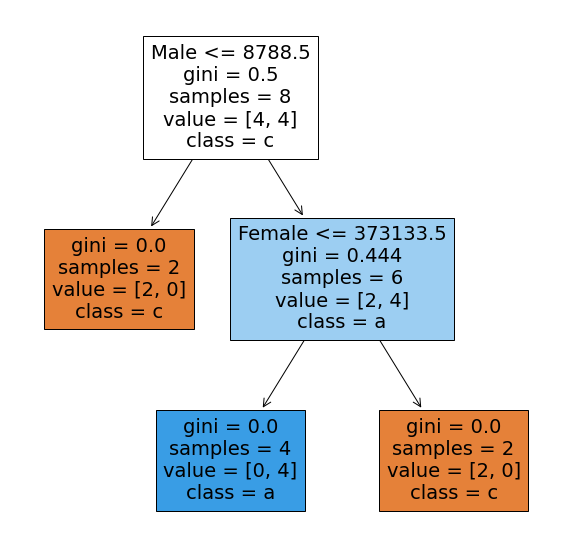 Male <= 8788.5
gini = 0.5
samples = 8
value = [4, 4]
class = c
gini = 0.0
samples = 2
value = [2, 0]
class = c
Female <= 373133.5
gini = 0.444
samples = 6
value = [2, 4]
class = a
gini = 0.0
samples = 4
value = [0, 4]
class = a
gini = 0.0
samples = 2
value = [2, 0]
class = c